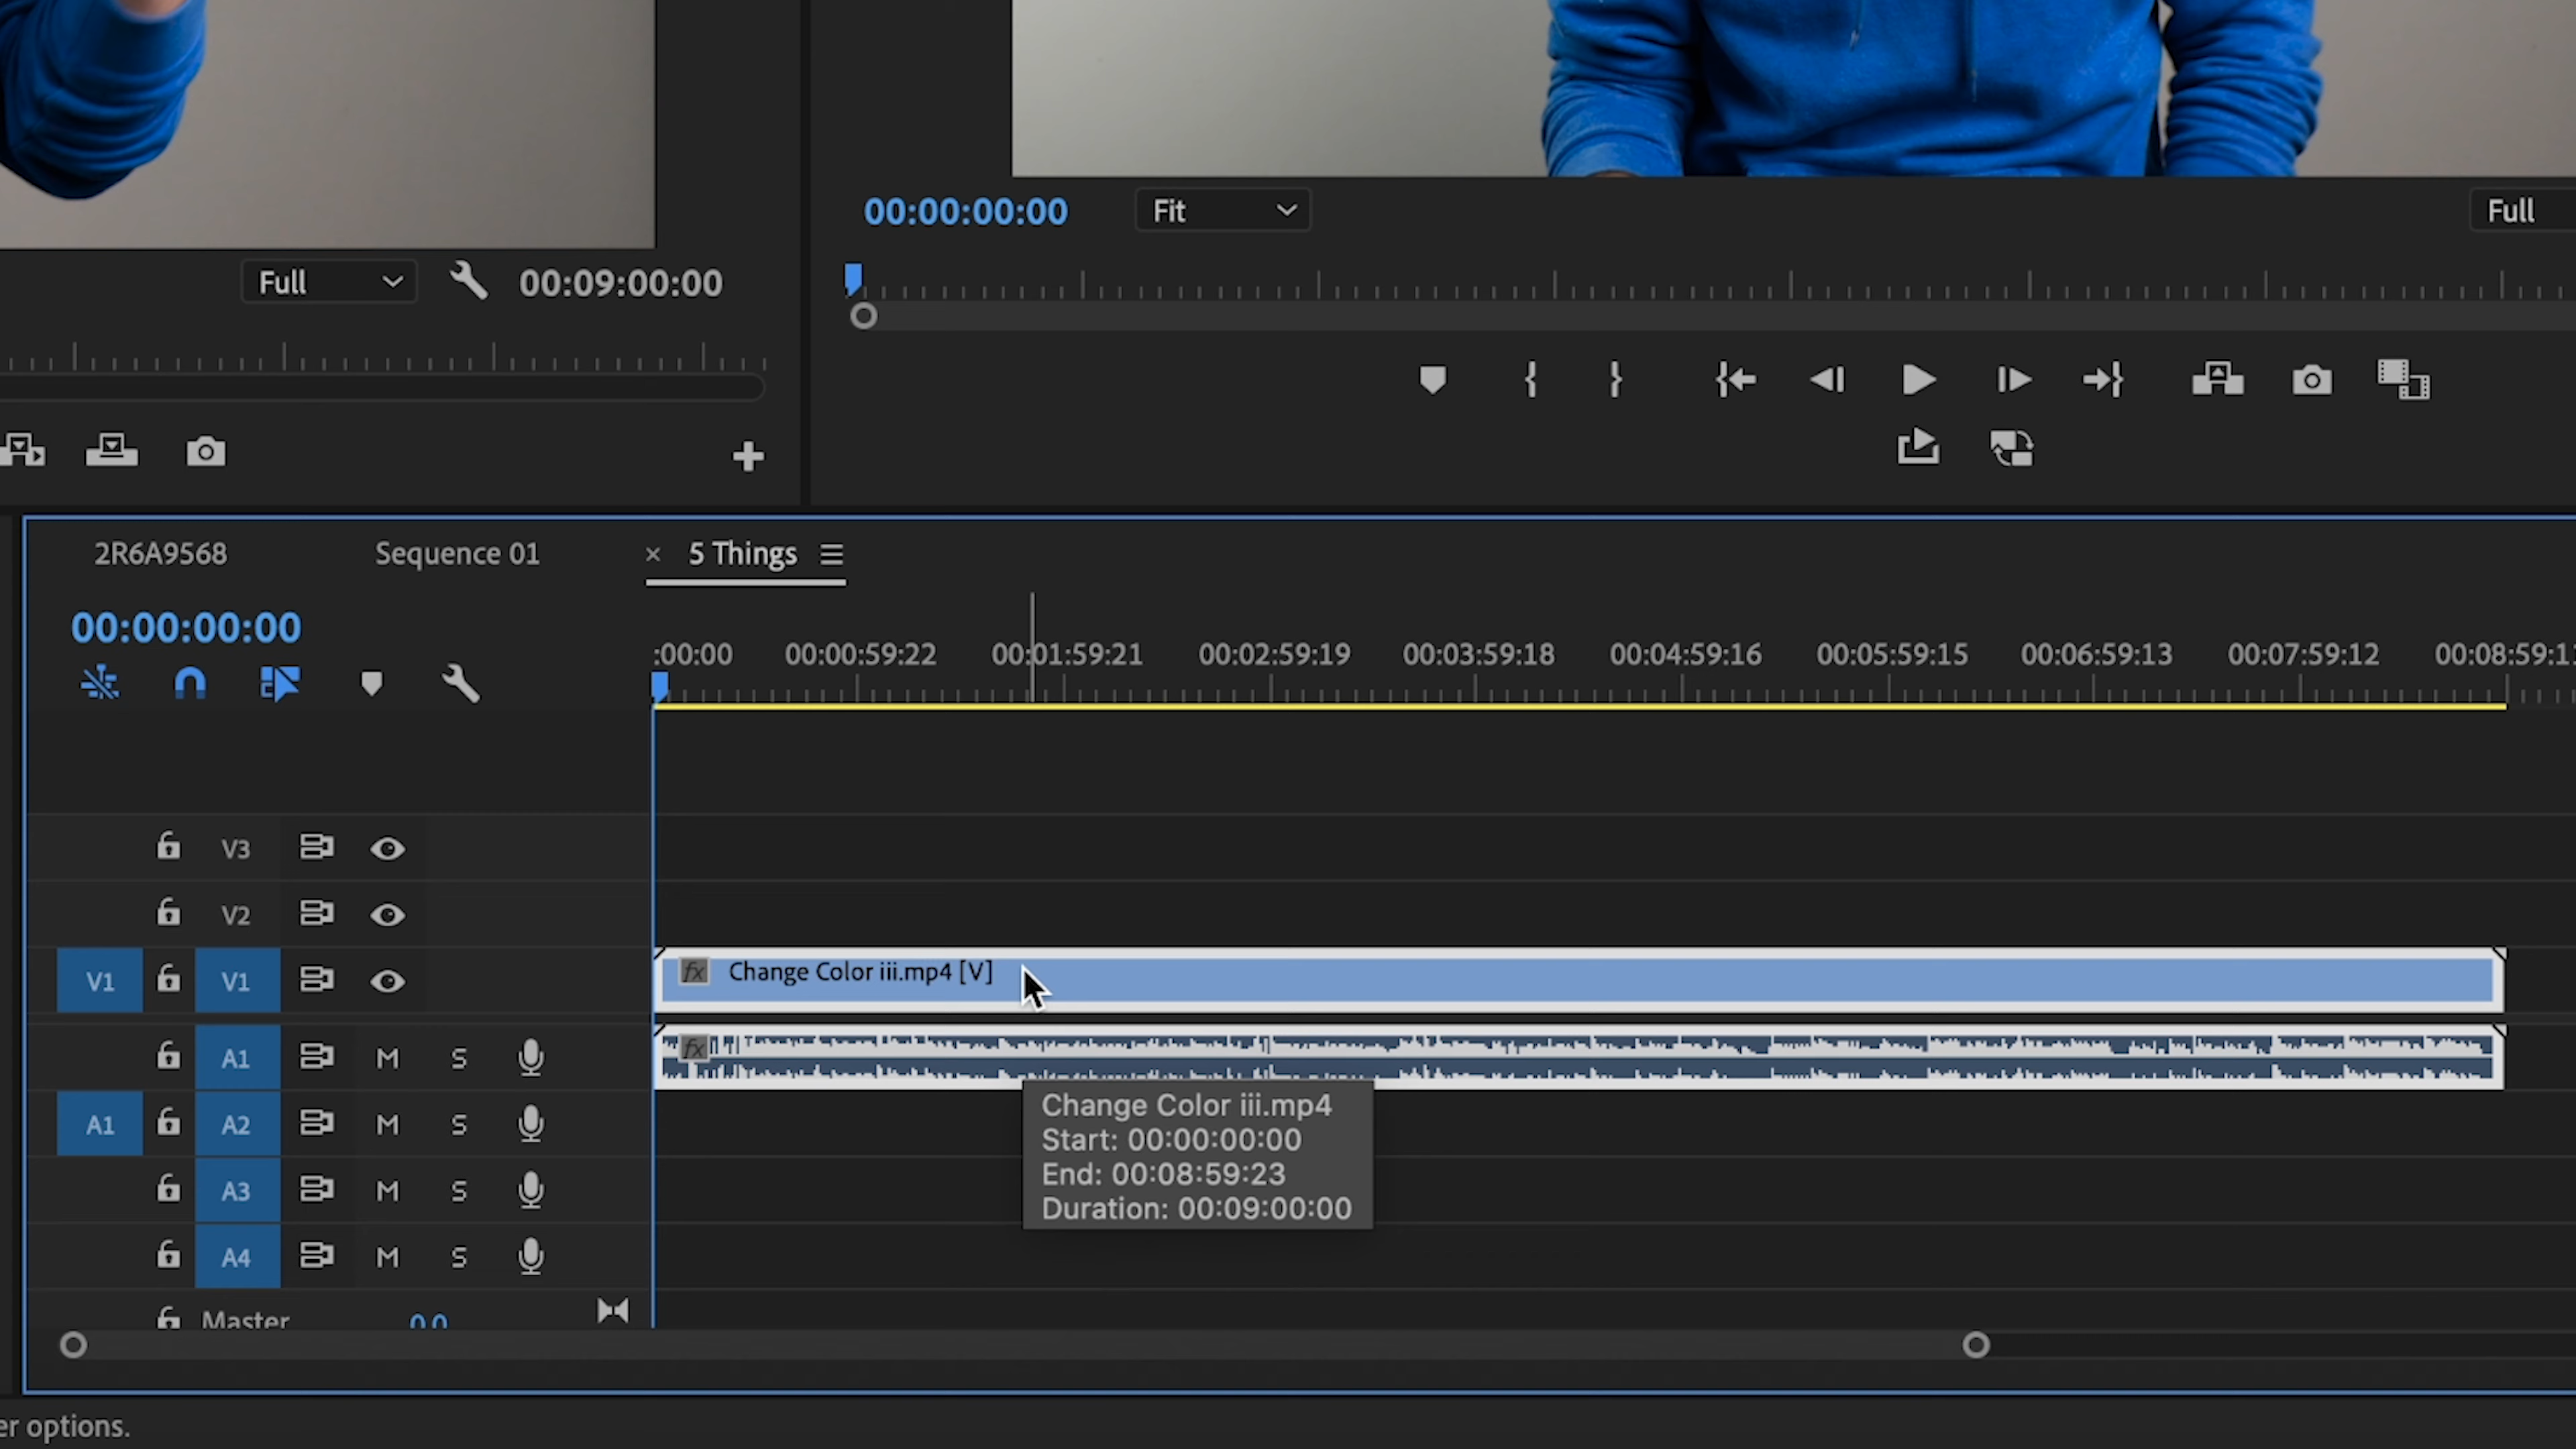 00:00:00:00 Fit Full
Full 00:09:00:00
2R6A9568 Sequence 01 × 5 Things
00:00:00:00
:00:00 00:00:59:22 00:01:59:21 00:02:59:19 00:03:59:18 00:04:59:16 00:05:59:15 00:06:59:13 00:07:59:12
V3
V2
V1 V1 fx Change Color iii.mp4 [V]
A1 M S fx
A1 A2 M S
Change Color iii.mp4
Start: 00:00:00:00
End: 00:08:59:23
Duration: 00:09:00:00
A3 M S
A4 M S
Master 0.0
er options.